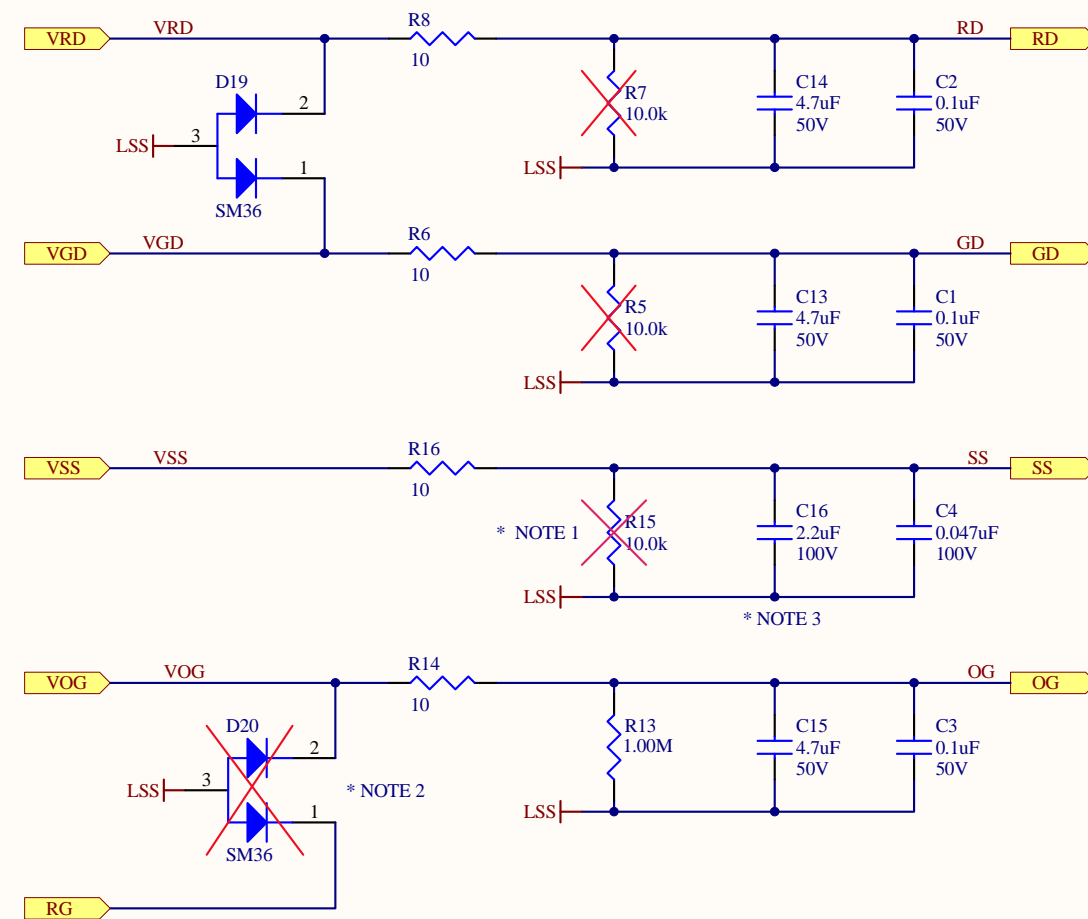 VRD
VRD
R8
10
RD
RD
D19
2
3
LSS
1
SM36
R7
10.0k
C14
4.7uF
50V
C2
0.1uF
50V
LSS
VGD
VGD
R6
10
GD
GD
R5
10.0k
C13
4.7uF
50V
C1
0.1uF
50V
LSS
VSS
VSS
R16
10
SS
SS
* NOTE 1
R15
10.0k
C16
2.2uF
100V
C4
0.047uF
100V
LSS
* NOTE 3
VOG
VOG
R14
10
OG
OG
D20
2
3
LSS
* NOTE 2
1
SM36
R13
1.00M
C15
4.7uF
50V
C3
0.1uF
50V
LSS
RG